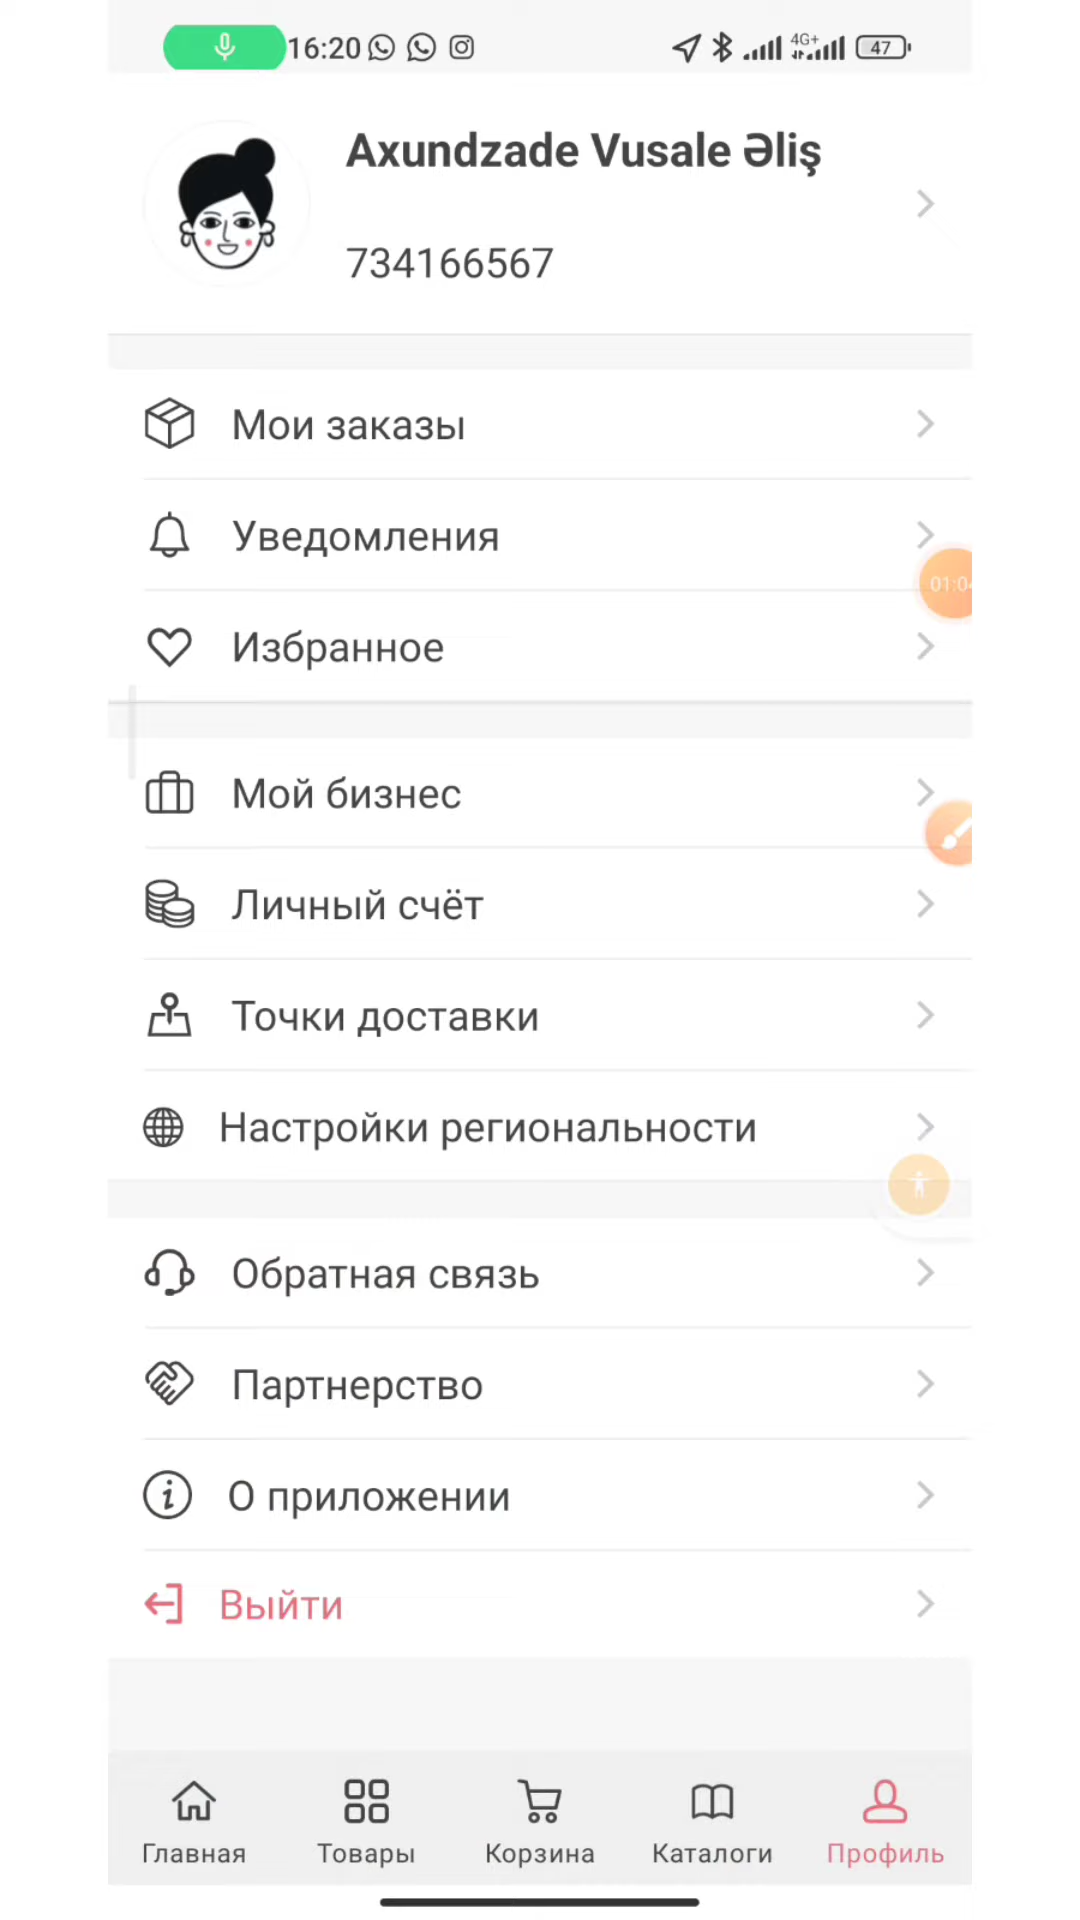 16:20
4G+
47
Axundzade Vusale Əliş
734166567
Мои заказы
Уведомления
Избранное
Мой бизнес
Личный счёт
Точки доставки
Настройки региональности
Обратная связь
Партнерство
О приложении
Выйти
Главная
Товары
Корзина
Каталоги
Профиль